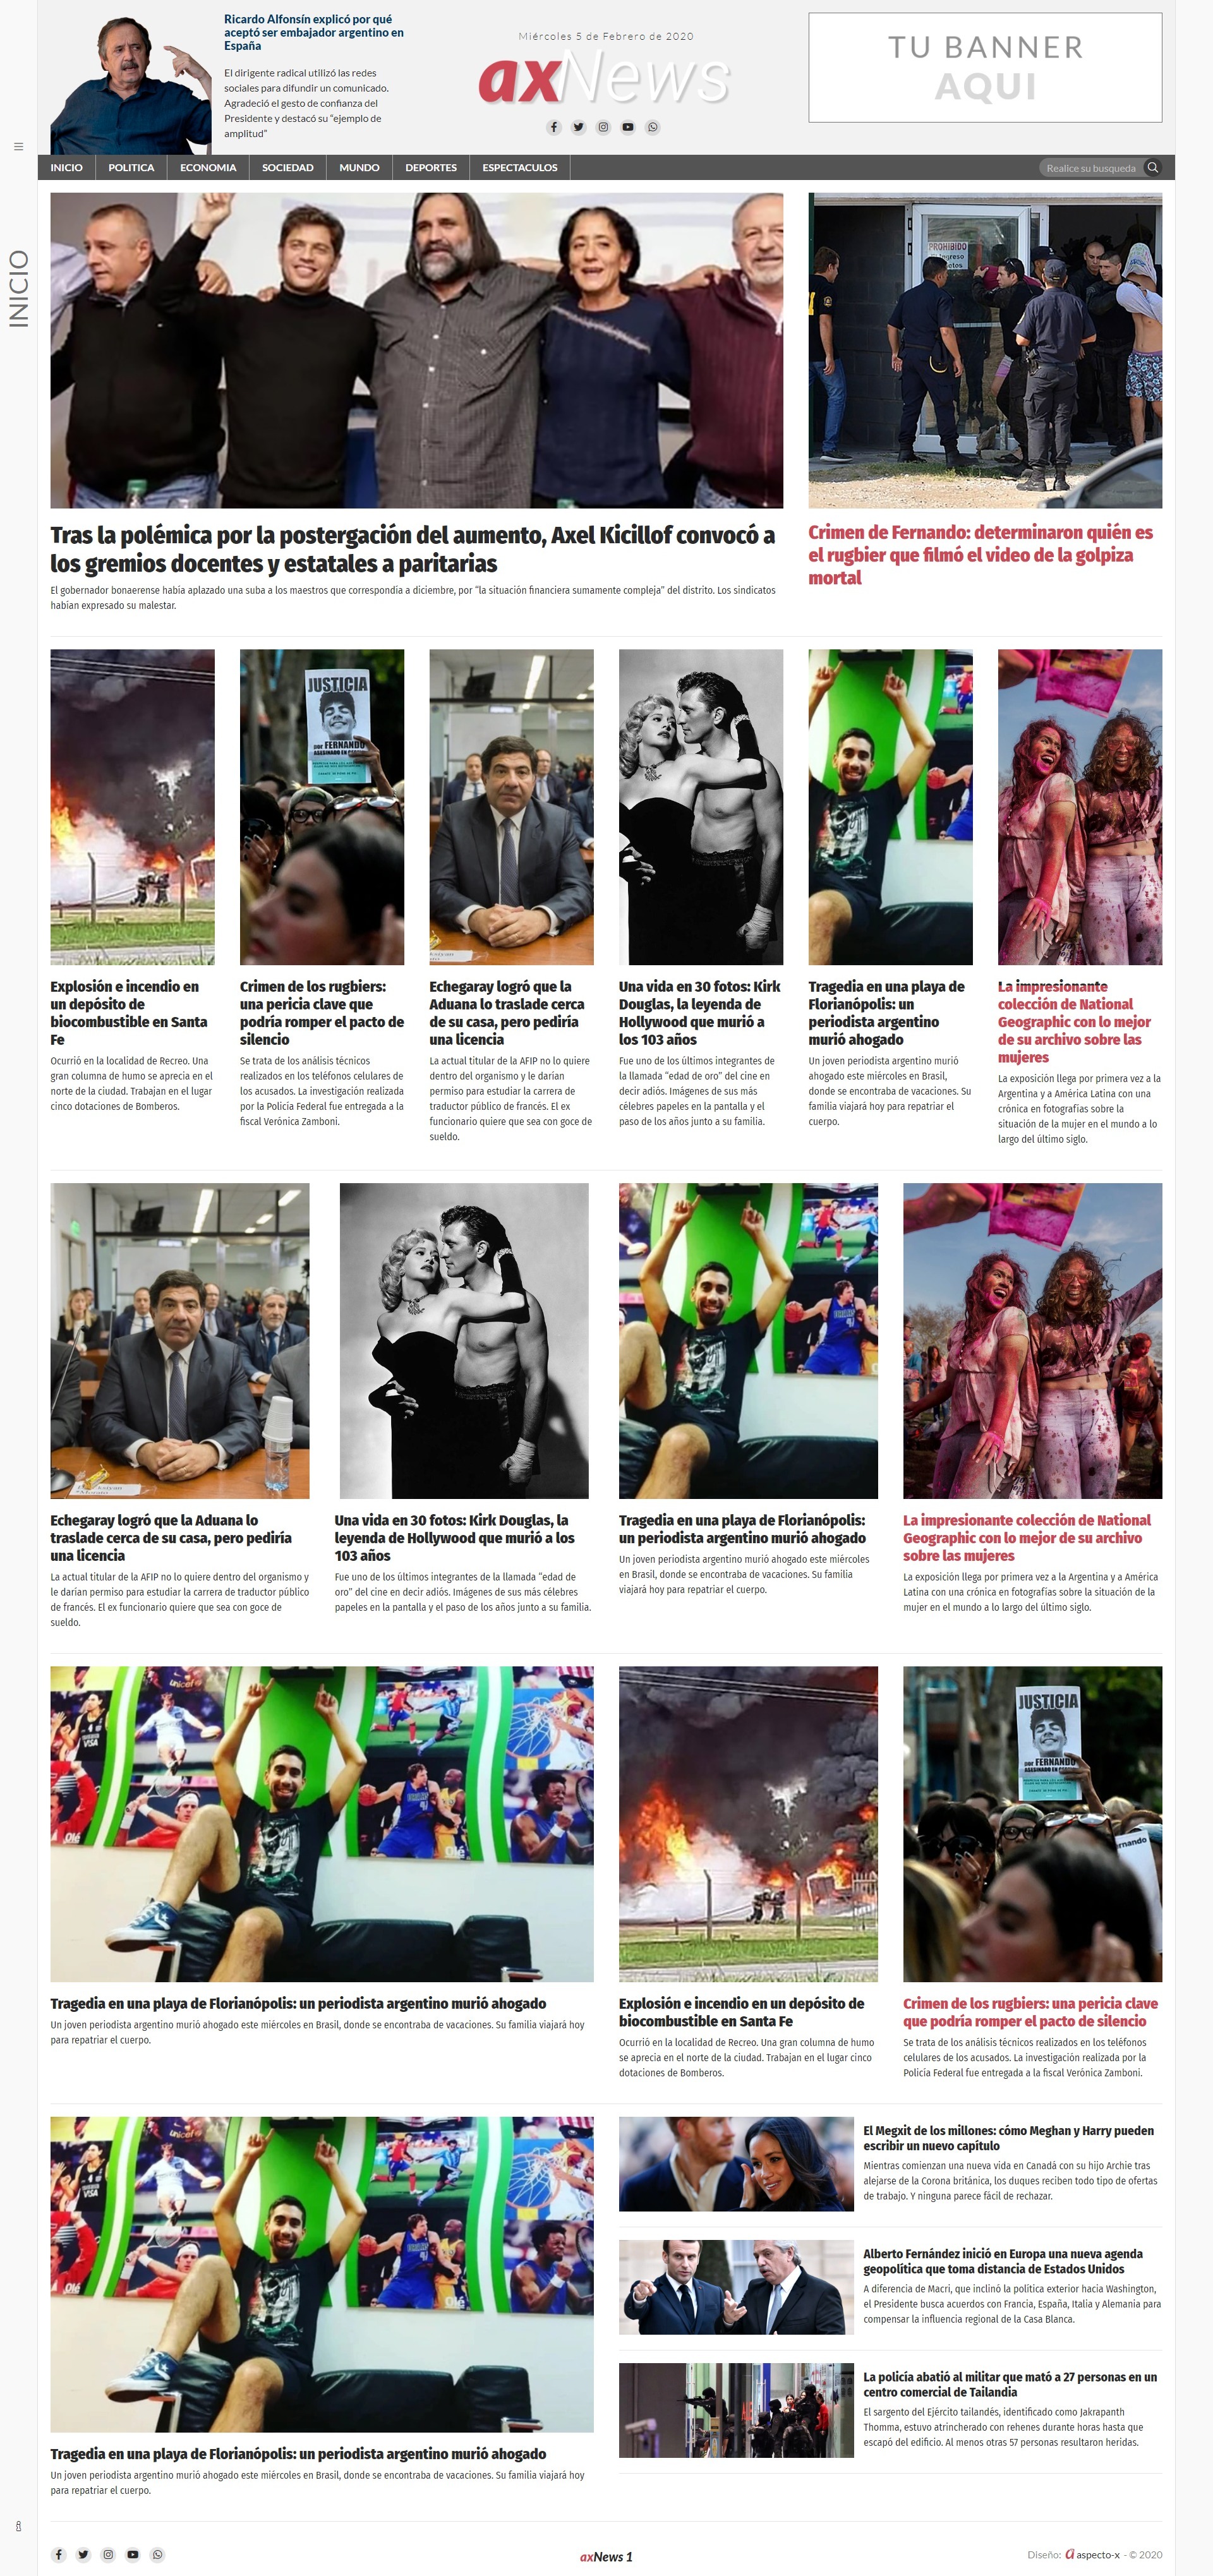 Ricardo Alfonsín explicó por qué
aceptó ser embajador argentino en
España
El dirigente radical utilizó las redes
sociales para difundir un comunicado.
Agradeció el gesto de confianza del
Presidente y destacó su “ejemplo de
amplitud”
Miércoles 5 de Febrero de 2020
axNews
TU BANNER
AQUI
INICIO
POLITICA
ECONOMIA
SOCIEDAD
MUNDO
DEPORTES
ESPECTACULOS
Realice su busqueda
INICIO
PROHIBIDO
Tras la polémica por la postergación del aumento, Axel Kicillof convocó a
los gremios docentes y estatales a paritarias
El gobernador bonaerense había aplazado una suba a los maestros que correspondía a diciembre, por “la situación financiera sumamente compleja” del distrito. Los sindicatos
habían expresado su malestar.
Crimen de Fernando: determinaron quién es
el rugbier que filmó el video de la golpiza
mortal
JUSTICIA
POR FERNANDO
Explosión e incendio en
un depósito de
biocombustible en Santa
Fe
Ocurrió en la localidad de Recreo. Una
gran columna de humo se aprecia en el
norte de la ciudad. Trabajan en el lugar
cinco dotaciones de Bomberos.
Crimen de los rugbiers:
una pericia clave que
podría romper el pacto de
silencio
Se trata de los análisis técnicos
realizados en los teléfonos celulares de
los acusados. La investigación realizada
por la Policía Federal fue entregada a la
fiscal Verónica Zamboni.
Echegaray logró que la
Aduana lo traslade cerca
de su casa, pero pediría
una licencia
La actual titular de la AFIP no lo quiere
dentro del organismo y le darían
permiso para estudiar la carrera de
traductor público de francés. El ex
funcionario quiere que sea con goce de
sueldo.
Una vida en 30 fotos: Kirk
Douglas, la leyenda de
Hollywood que murió a
los 103 años
Fue uno de los últimos integrantes de
la llamada “edad de oro” del cine en
decir adiós. Imágenes de sus más
célebres papeles en la pantalla y el
paso de los años junto a su familia.
Tragedia en una playa de
Florianópolis: un
periodista argentino
murió ahogado
Un joven periodista argentino murió
ahogado este miércoles en Brasil,
donde se encontraba de vacaciones. Su
familia viajará hoy para repatriar el
cuerpo.
La impresionante
colección de National
Geographic con lo mejor
de su archivo sobre las
mujeres
La exposición llega por primera vez a la
Argentina y a América Latina con una
crónica en fotografías sobre la
situación de la mujer en el mundo a lo
largo del último siglo.
Echegaray logró que la Aduana lo
traslade cerca de su casa, pero pediría
una licencia
La actual titular de la AFIP no lo quiere dentro del organismo y
le darían permiso para estudiar la carrera de traductor público
de francés. El ex funcionario quiere que sea con goce de
sueldo.
Una vida en 30 fotos: Kirk Douglas, la
leyenda de Hollywood que murió a los
103 años
Fue uno de los últimos integrantes de la llamada “edad de
oro” del cine en decir adiós. Imágenes de sus más célebres
papeles en la pantalla y el paso de los años junto a su familia.
Tragedia en una playa de Florianópolis:
un periodista argentino murió ahogado
Un joven periodista argentino murió ahogado este miércoles
en Brasil, donde se encontraba de vacaciones. Su familia
viajará hoy para repatriar el cuerpo.
La impresionante colección de National
Geographic con lo mejor de su archivo
sobre las mujeres
La exposición llega por primera vez a la Argentina y a América
Latina con una crónica en fotografías sobre la situación de la
mujer en el mundo a lo largo del último siglo.
unicef
VISA
Olé
Olé
JUSTICIA
POR FERNANDO
rnando
Tragedia en una playa de Florianópolis: un periodista argentino murió ahogado
Un joven periodista argentino murió ahogado este miércoles en Brasil, donde se encontraba de vacaciones. Su familia viajará hoy
para repatriar el cuerpo.
Explosión e incendio en un depósito de
biocombustible en Santa Fe
Ocurrió en la localidad de Recreo. Una gran columna de humo
se aprecia en el norte de la ciudad. Trabajan en el lugar cinco
dotaciones de Bomberos.
Crimen de los rugbiers: una pericia clave
que podría romper el pacto de silencio
Se trata de los análisis técnicos realizados en los teléfonos
celulares de los acusados. La investigación realizada por la
Policía Federal fue entregada a la fiscal Verónica Zamboni.
unicef
VISA
Olé
Olé
Tragedia en una playa de Florianópolis: un periodista argentino murió ahogado
Un joven periodista argentino murió ahogado este miércoles en Brasil, donde se encontraba de vacaciones. Su familia viajará hoy
para repatriar el cuerpo.
El Megxit de los millones: cómo Meghan y Harry pueden
escribir un nuevo capítulo
Mientras comienzan una nueva vida en Canadá con su hijo Archie tras
alejarse de la Corona británica, los duques reciben todo tipo de ofertas
de trabajo. Y ninguna parece fácil de rechazar.
Alberto Fernández inició en Europa una nueva agenda
geopolítica que toma distancia de Estados Unidos
A diferencia de Macri, que inclinó la política exterior hacia Washington,
el Presidente busca acuerdos con Francia, España, Italia y Alemania para
compensar la influencia regional de la Casa Blanca.
La policía abatió al militar que mató a 27 personas en un
centro comercial de Tailandia
El sargento del Ejército tailandés, identificado como Jakrapanth
Thomma, estuvo atrincherado con rehenes durante horas hasta que
escapó del edificio. Al menos otras 57 personas resultaron heridas.
axNews 1
Diseño: a aspecto-x - © 2020